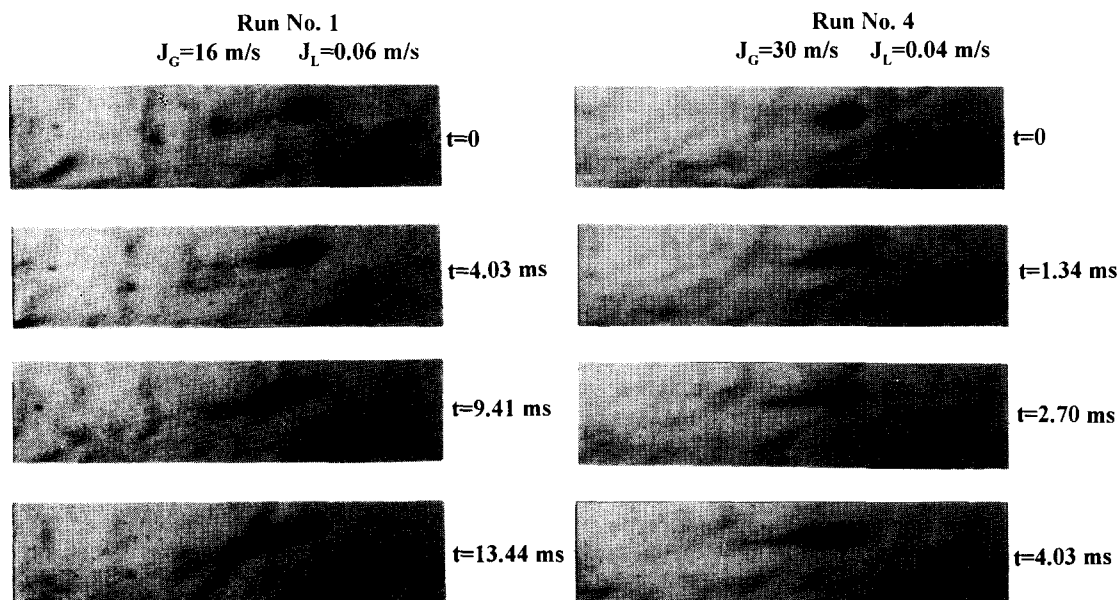 Run No. 1
J_G=16 m/s J_L=0.06 m/s
t=0
t=4.03 ms
t=9.41 ms
t=13.44 ms
Run No. 4
J_G=30 m/s J_L=0.04 m/s
t=0
t=1.34 ms
t=2.70 ms
t=4.03 ms